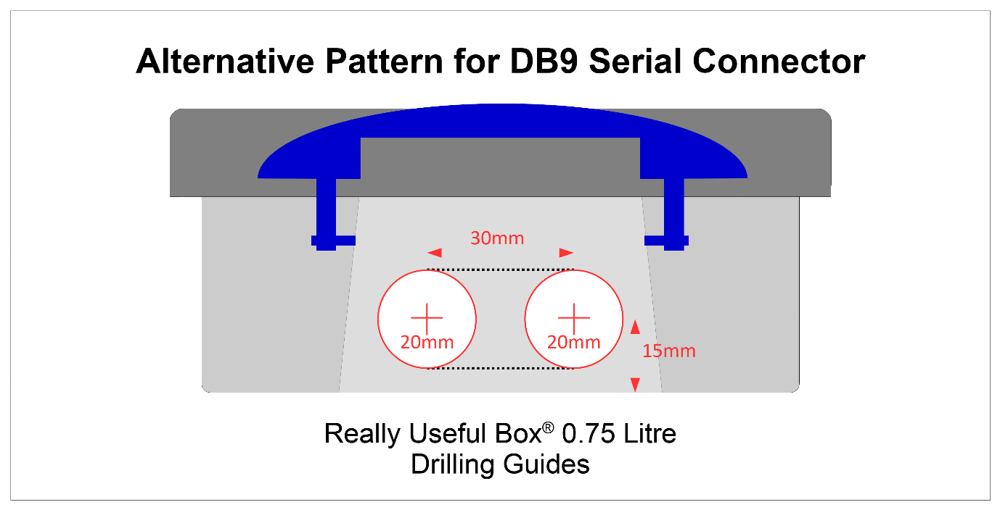 Alternative Pattern for DB9 Serial Connector
30mm
20mm
20mm
15mm
Really Useful Box® 0.75 Litre
Drilling Guides